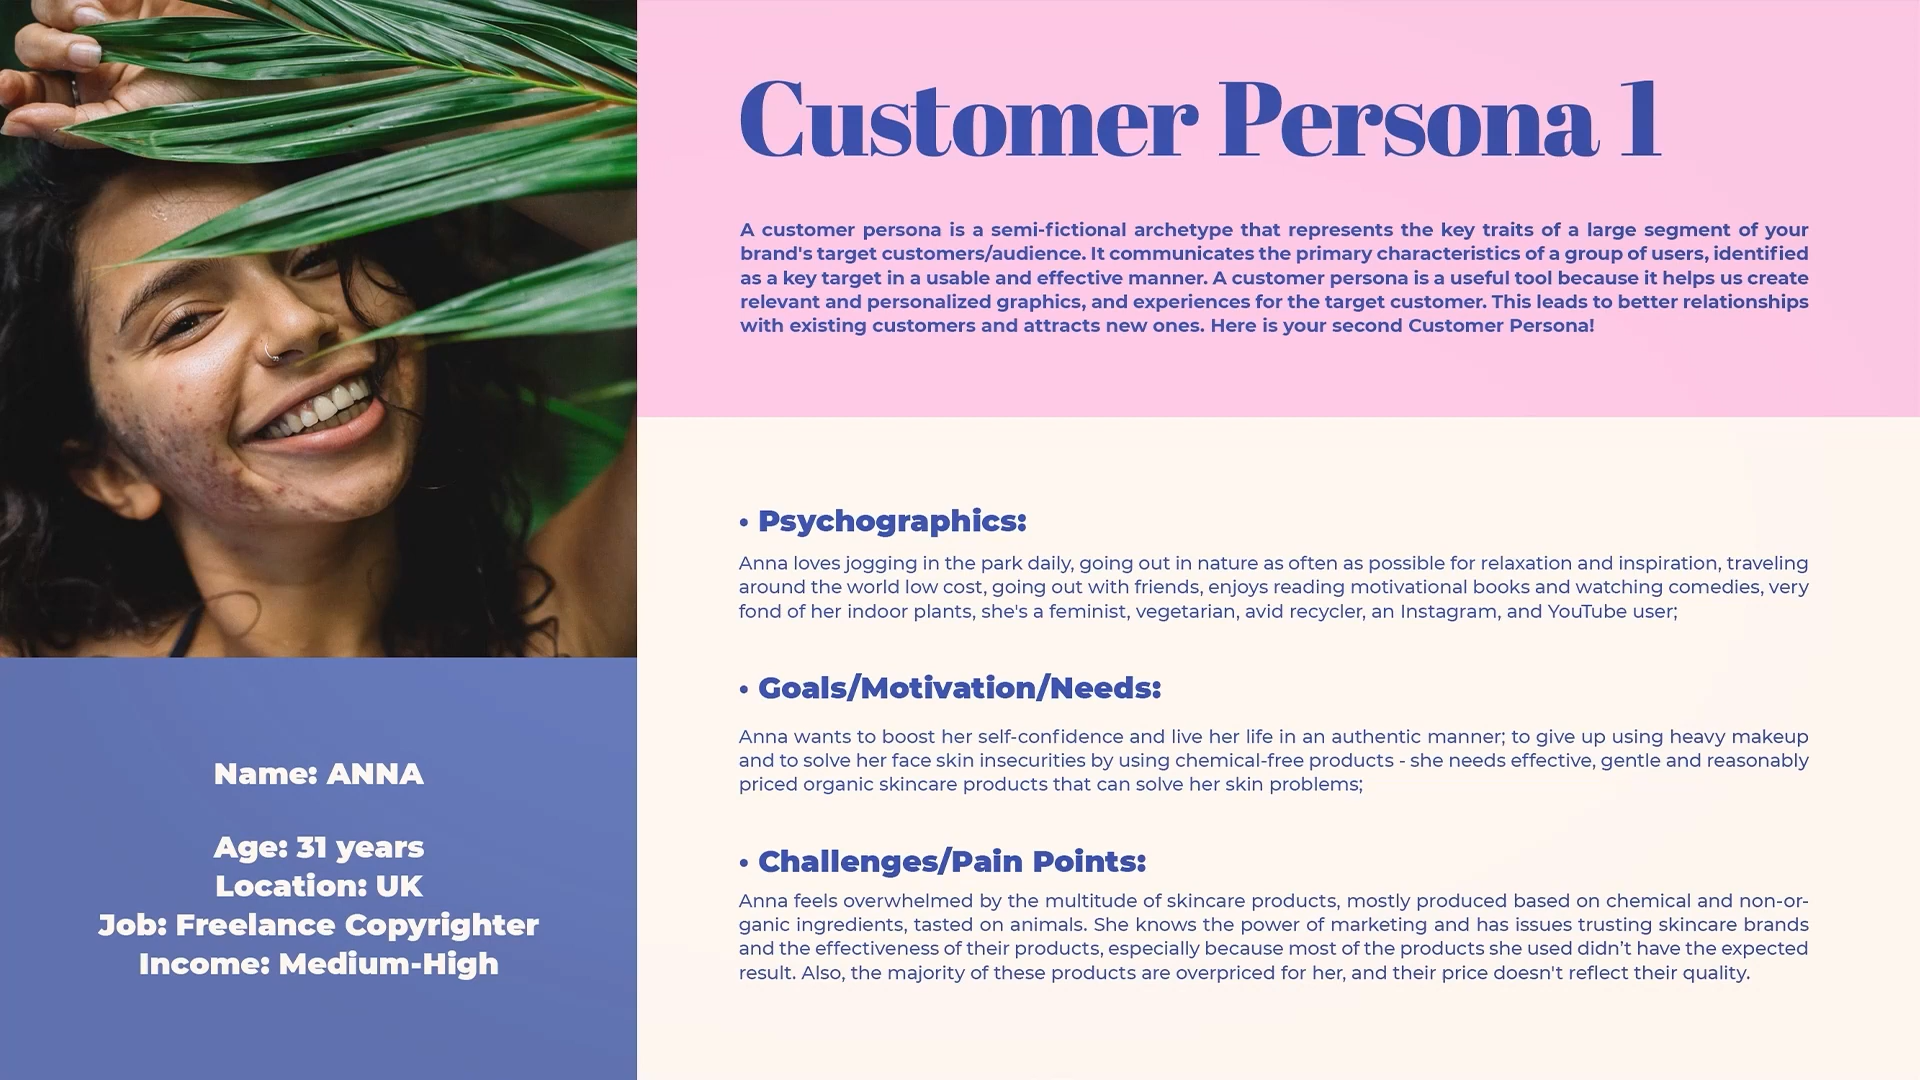 Customer Persona 1
A customer persona is a semi-fictional archetype that represents the key traits of a large segment of your
brand's target customers/audience. It communicates the primary characteristics of a group of users, identified
as a key target in a usable and effective manner. A customer persona is a useful tool because it helps us create
relevant and personalized graphics, and experiences for the target customer. This leads to better relationships
with existing customers and attracts new ones. Here is your second Customer Persona!
• Psychographics:
Anna loves jogging in the park daily, going out in nature as often as possible for relaxation and inspiration, traveling
around the world low cost, going out with friends, enjoys reading motivational books and watching comedies, very
fond of her indoor plants, she's a feminist, vegetarian, avid recycler, an Instagram, and YouTube user;
• Goals/Motivation/Needs:
Anna wants to boost her self-confidence and live her life in an authentic manner; to give up using heavy makeup
and to solve her face skin insecurities by using chemical-free products - she needs effective, gentle and reasonably
priced organic skincare products that can solve her skin problems;
• Challenges/Pain Points:
Anna feels overwhelmed by the multitude of skincare products, mostly produced based on chemical and non-or-
ganic ingredients, tasted on animals. She knows the power of marketing and has issues trusting skincare brands
and the effectiveness of their products, especially because most of the products she used didn’t have the expected
result. Also, the majority of these products are overpriced for her, and their price doesn't reflect their quality.
Name: ANNA
Age: 31 years
Location: UK
Job: Freelance Copyrighter
Income: Medium-High